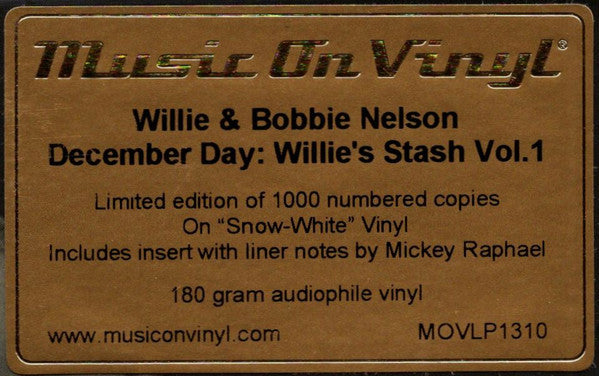 Music On Vinyl®
Willie & Bobbie Nelson
December Day: Willie's Stash Vol.1
Limited edition of 1000 numbered copies
On “Snow-White” Vinyl
Includes insert with liner notes by Mickey Raphael
180 gram audiophile vinyl
www.musiconvinyl.com MOVLP1310